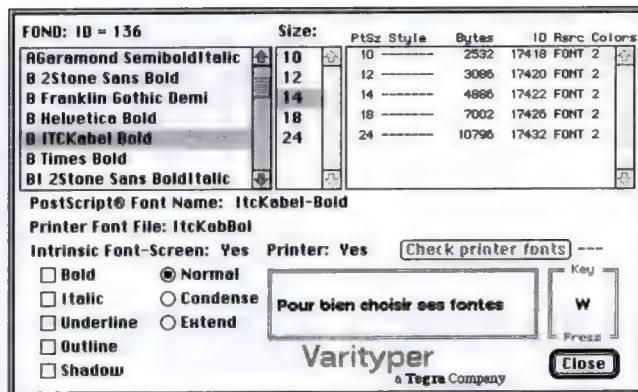 FOND: ID = 136
Size:
PtSz Style Bytes ID Rsrc Colors
AGaramond SemiboldItalic
B 2Stone Sans Bold
B Franklin Gothic Demi
B Helvetica Bold
B ITCKabel Bold
B Times Bold
BI 2Stone Sans BoldItalic
10
12
14
18
24
10 ------- 2532 17418 FONT 2
12 ------- 3086 17420 FONT 2
14 ------- 4886 17422 FONT 2
18 ------- 7002 17426 FONT 2
24 ------- 10796 17432 FONT 2
PostScript® Font Name: ItcKabel-Bold
Printer Font File: ItcKabBol
Intrinsic Font-Screen: Yes Printer: Yes Check printer fonts ---
Bold
Italic
Underline
Outline
Shadow
Normal
Condense
Extend
Pour bien choisir ses fontes
Key
W
Press
Varityper
a Tegra Company
Close